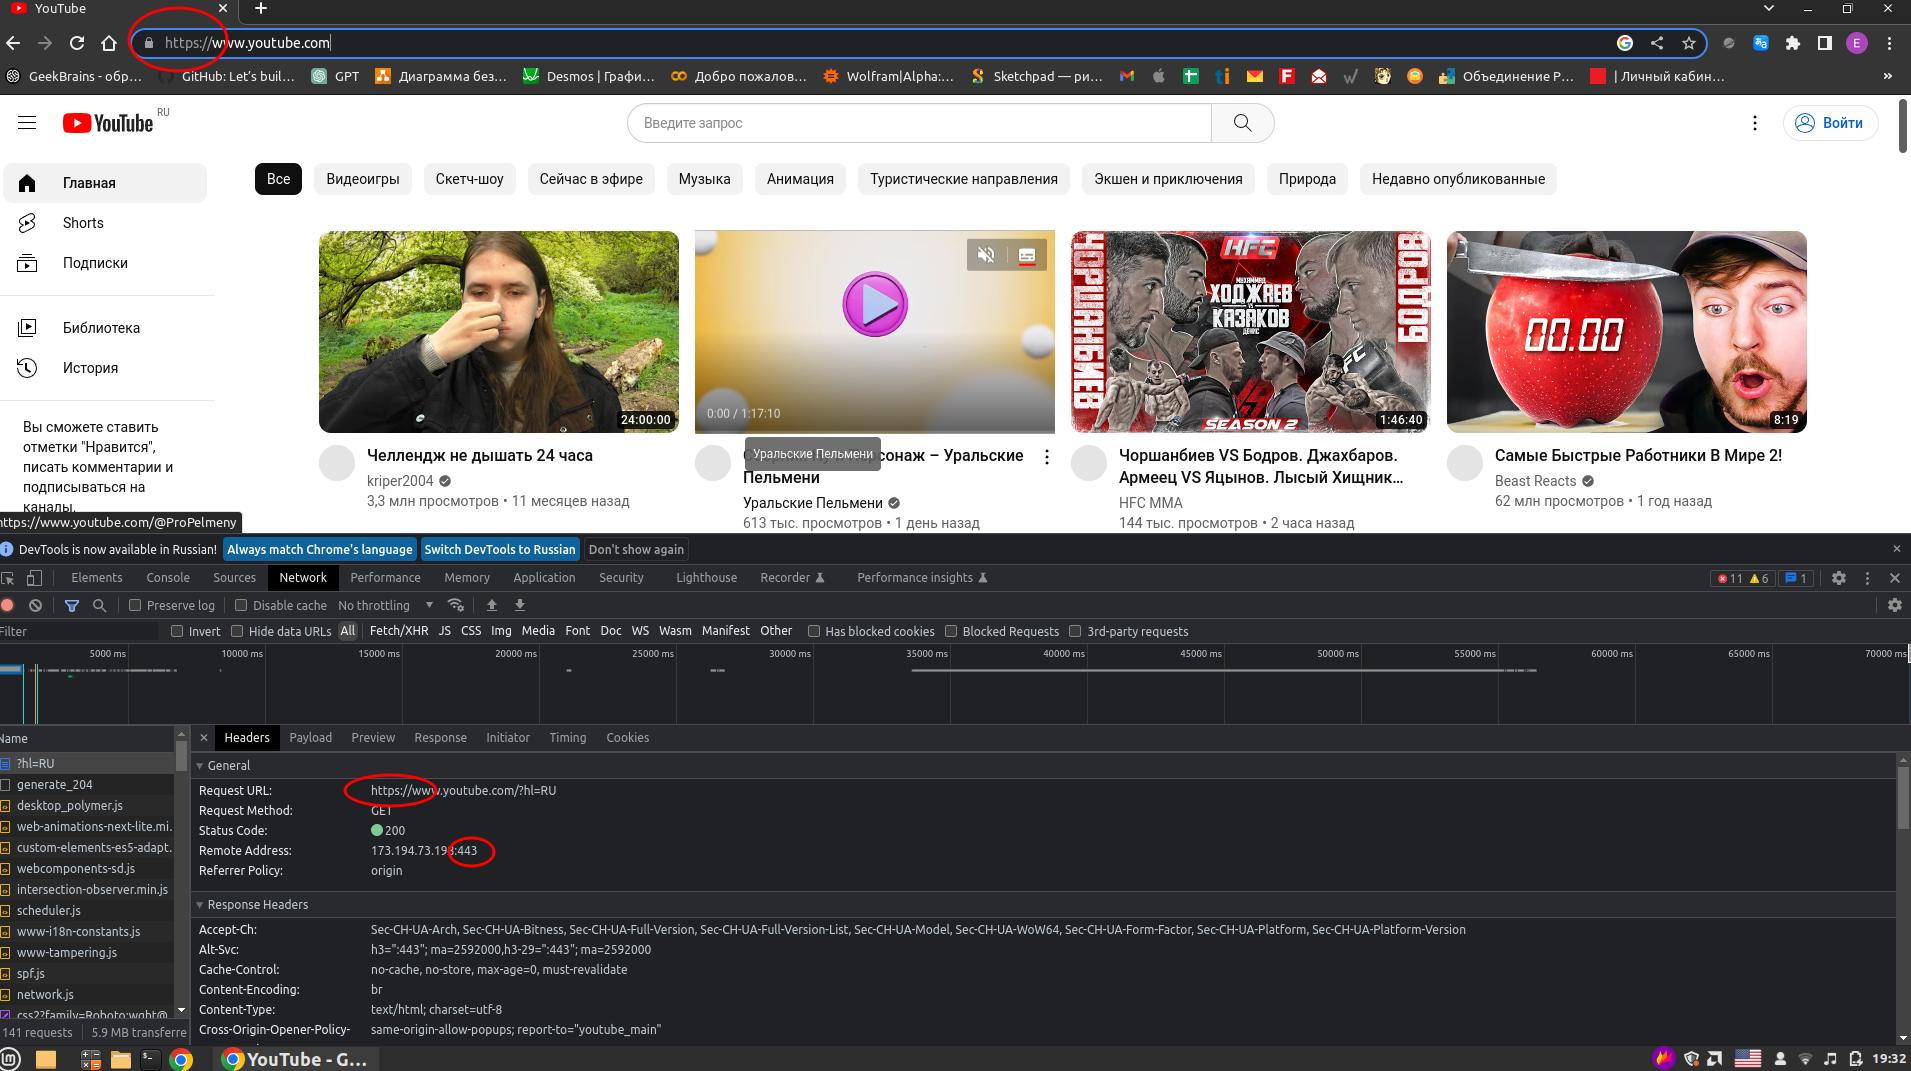 YouTube
https://www.youtube.com
E
GeekBrains - обр...
GitHub: Let's buil...
GPT
Диаграмма без...
Desmos | Графи...
Добро пожалов...
Wolfram|Alpha:...
Sketchpad — ри...
Объединение P...
| Личный кабин...
»
YouTube RU
Введите запрос
Войти
Главная
Shorts
Подписки
Библиотека
История
Вы сможете ставить
отметки "Нравится",
писать комментарии и
подписываться на
каналы.
https://www.youtube.com/@ProPelmeny
Все
Видеоигры
Скетч-шоу
Сейчас в эфире
Музыка
Анимация
Туристические направления
Экшен и приключения
Природа
Недавно опубликованные
24:00:00
Челлендж не дышать 24 часа
kriper2004
3,3 млн просмотров • 11 месяцев назад
0:00 / 1:17:10
Уральские Пельмени
– Уральские
Пельмени
Уральские Пельмени
613 тыс. просмотров • 1 день назад
HFC
ЧОРШАНБИЕВ
МУХАММАД
ХОДЖАЕВ
VS
КАЗАКОВ
ДЕНИС
БОДРОВ
HFC
SEASON 2
1:46:40
Чоршанбиев VS Бодров. Джахбаров.
Армеец VS Яцынов. Лысый Хищник...
HFC MMA
144 тыс. просмотров • 2 часа назад
00.00
8:19
Самые Быстрые Работники В Мире 2!
Beast Reacts
62 млн просмотров • 1 год назад
DevTools is now available in Russian!
Always match Chrome's language
Switch DevTools to Russian
Don't show again
Elements
Console
Sources
Network
Performance
Memory
Application
Security
Lighthouse
Recorder
Performance insights
11
6
1
Preserve log
Disable cache
No throttling
Filter
Invert
Hide data URLs
All
Fetch/XHR
JS
CSS
Img
Media
Font
Doc
WS
Wasm
Manifest
Other
Has blocked cookies
Blocked Requests
3rd-party requests
5000 ms
10000 ms
15000 ms
20000 ms
25000 ms
30000 ms
35000 ms
40000 ms
45000 ms
50000 ms
55000 ms
60000 ms
65000 ms
70000 ms
Name
?hl=RU
generate_204
desktop_polymer.js
web-animations-next-lite.mi.
custom-elements-es5-adapt.
webcomponents-sd.js
intersection-observer.min.js
scheduler.js
www-i18n-constants.js
www-tampering.js
spf.js
network.js
css2?family=Roboto:wght@
141 requests
5.9 MB transferre
Headers
Payload
Preview
Response
Initiator
Timing
Cookies
General
Request URL: https://www.youtube.com/?hl=RU
Request Method: GET
Status Code: 200
Remote Address: 173.194.73.198:443
Referrer Policy: origin
Response Headers
Accept-Ch: Sec-CH-UA-Arch, Sec-CH-UA-Bitness, Sec-CH-UA-Full-Version, Sec-CH-UA-Full-Version-List, Sec-CH-UA-Model, Sec-CH-UA-WoW64, Sec-CH-UA-Form-Factor, Sec-CH-UA-Platform, Sec-CH-UA-Platform-Version
Alt-Svc: h3=":443"; ma=2592000,h3-29=":443"; ma=2592000
Cache-Control: no-cache, no-store, max-age=0, must-revalidate
Content-Encoding: br
Content-Type: text/html; charset=utf-8
Cross-Origin-Opener-Policy- same-origin-allow-popups; report-to="youtube_main"
YouTube - G...
19:32